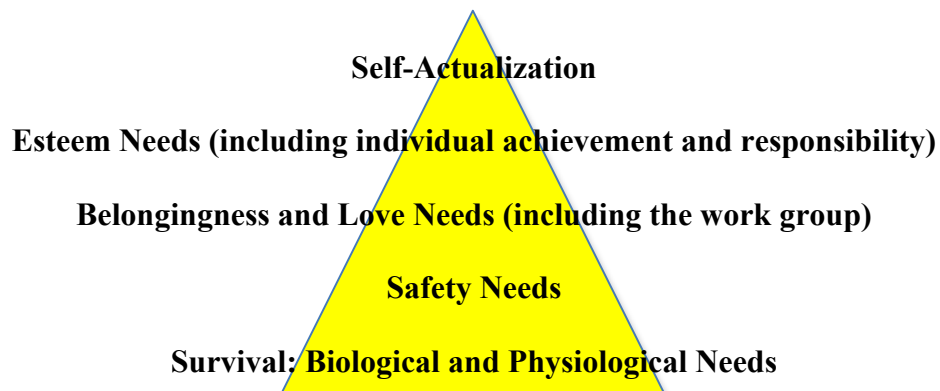 Self-Actualization
Esteem Needs (including individual achievement and responsibility)
Belongingness and Love Needs (including the work group)
Safety Needs
Survival: Biological and Physiological Needs